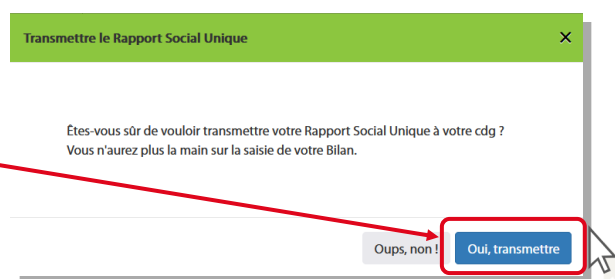 Transmettre le Rapport Social Unique ×
Êtes-vous sûr de vouloir transmettre votre Rapport Social Unique à votre cdg ?
Vous n'aurez plus la main sur la saisie de votre Bilan.
Oups, non ! Oui, transmettre